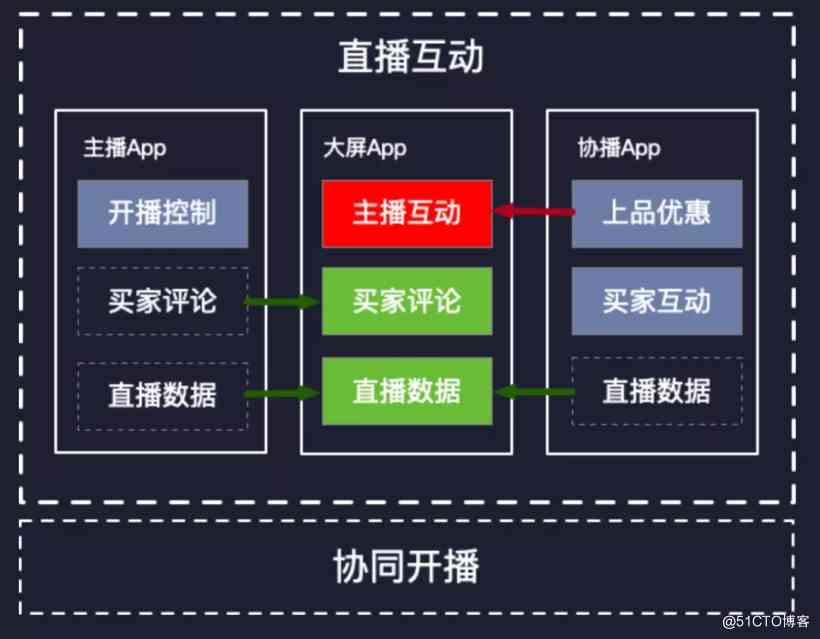 直播互动
主播App
开播控制
买家评论
直播数据
大屏App
主播互动
买家评论
直播数据
协播App
上品优惠
买家互动
直播数据
协同开播
@51CTO博客